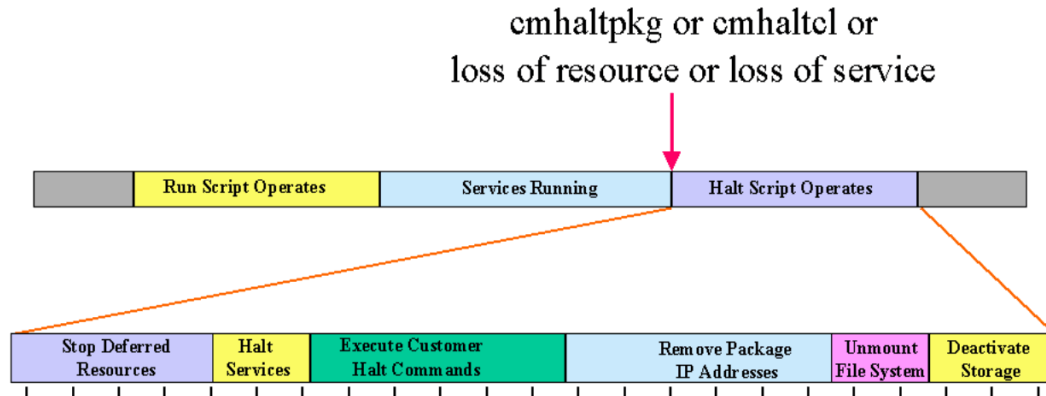 cmhaltpkg or cmhaltcl or
loss of resource or loss of service
Run Script Operates
Services Running
Halt Script Operates
Stop Deferred
Resources
Halt
Services
Execute Customer
Halt Commands
Remove Package
IP Addresses
Unmount
File System
Deactivate
Storage